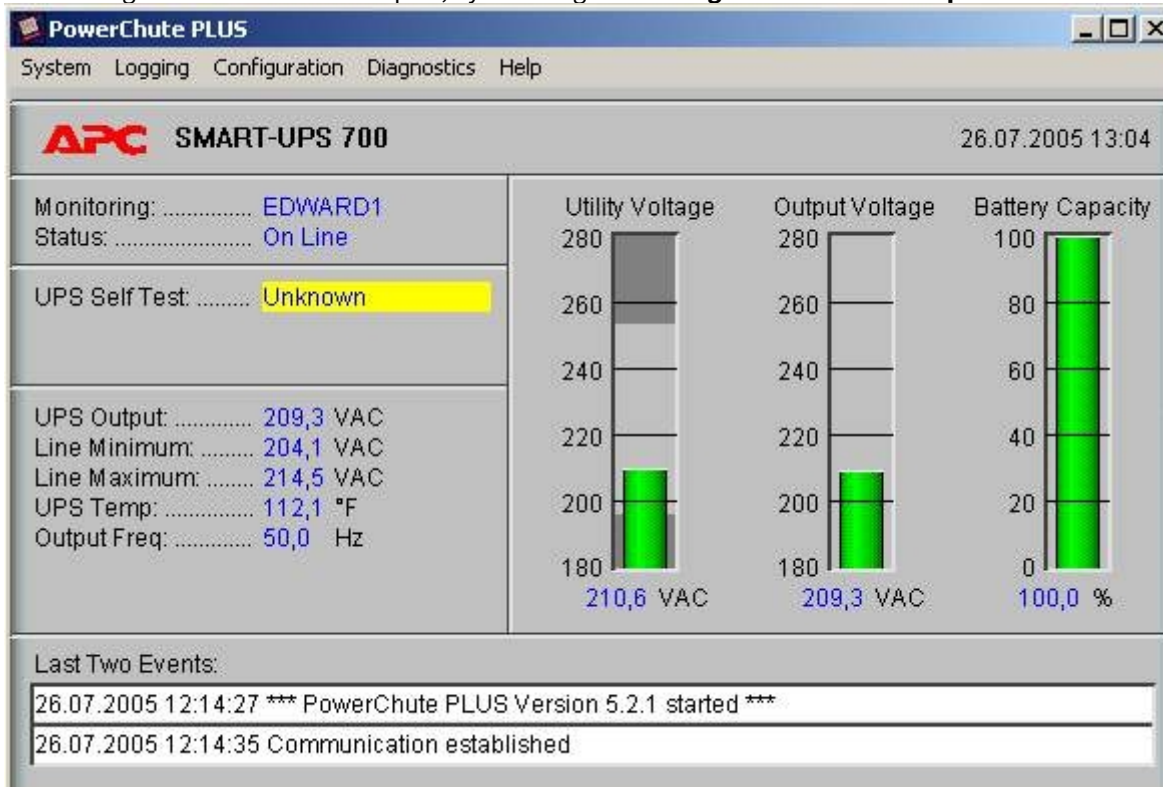 PowerChute PLUS
System Logging Configuration Diagnostics Help
APC SMART-UPS 700 26.07.2005 13:04
Monitoring: .............. EDWARD1
Status: ...................... On Line
UPS Self Test: ......... Unknown
UPS Output: ............. 209,3 VAC
Line Minimum: ......... 204,1 VAC
Line Maximum: ........ 214,5 VAC
UPS Temp: .............. 112,1 °F
Output Freq: ............. 50,0 Hz
Utility Voltage Output Voltage Battery Capacity
280 280 100
260 260 80
240 240 60
220 220 40
200 200 20
180 180 0
210,6 VAC 209,3 VAC 100,0 %
Last Two Events:
26.07.2005 12:14:27 *** PowerChute PLUS Version 5.2.1 started ***
26.07.2005 12:14:35 Communication established